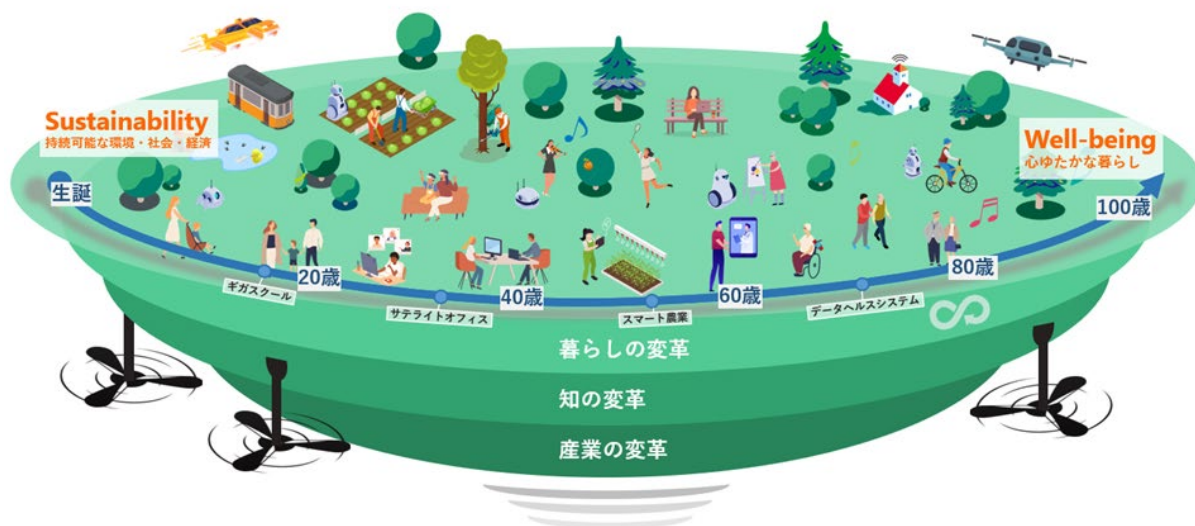 Sustainability
持続可能な環境・社会・経済
Well-being
心ゆたかな暮らし
生誕
20歳
40歳
60歳
80歳
100歳
ギガスクール
サテライトオフィス
スマート農業
データヘルスシステム
暮らしの変革
知の変革
産業の変革